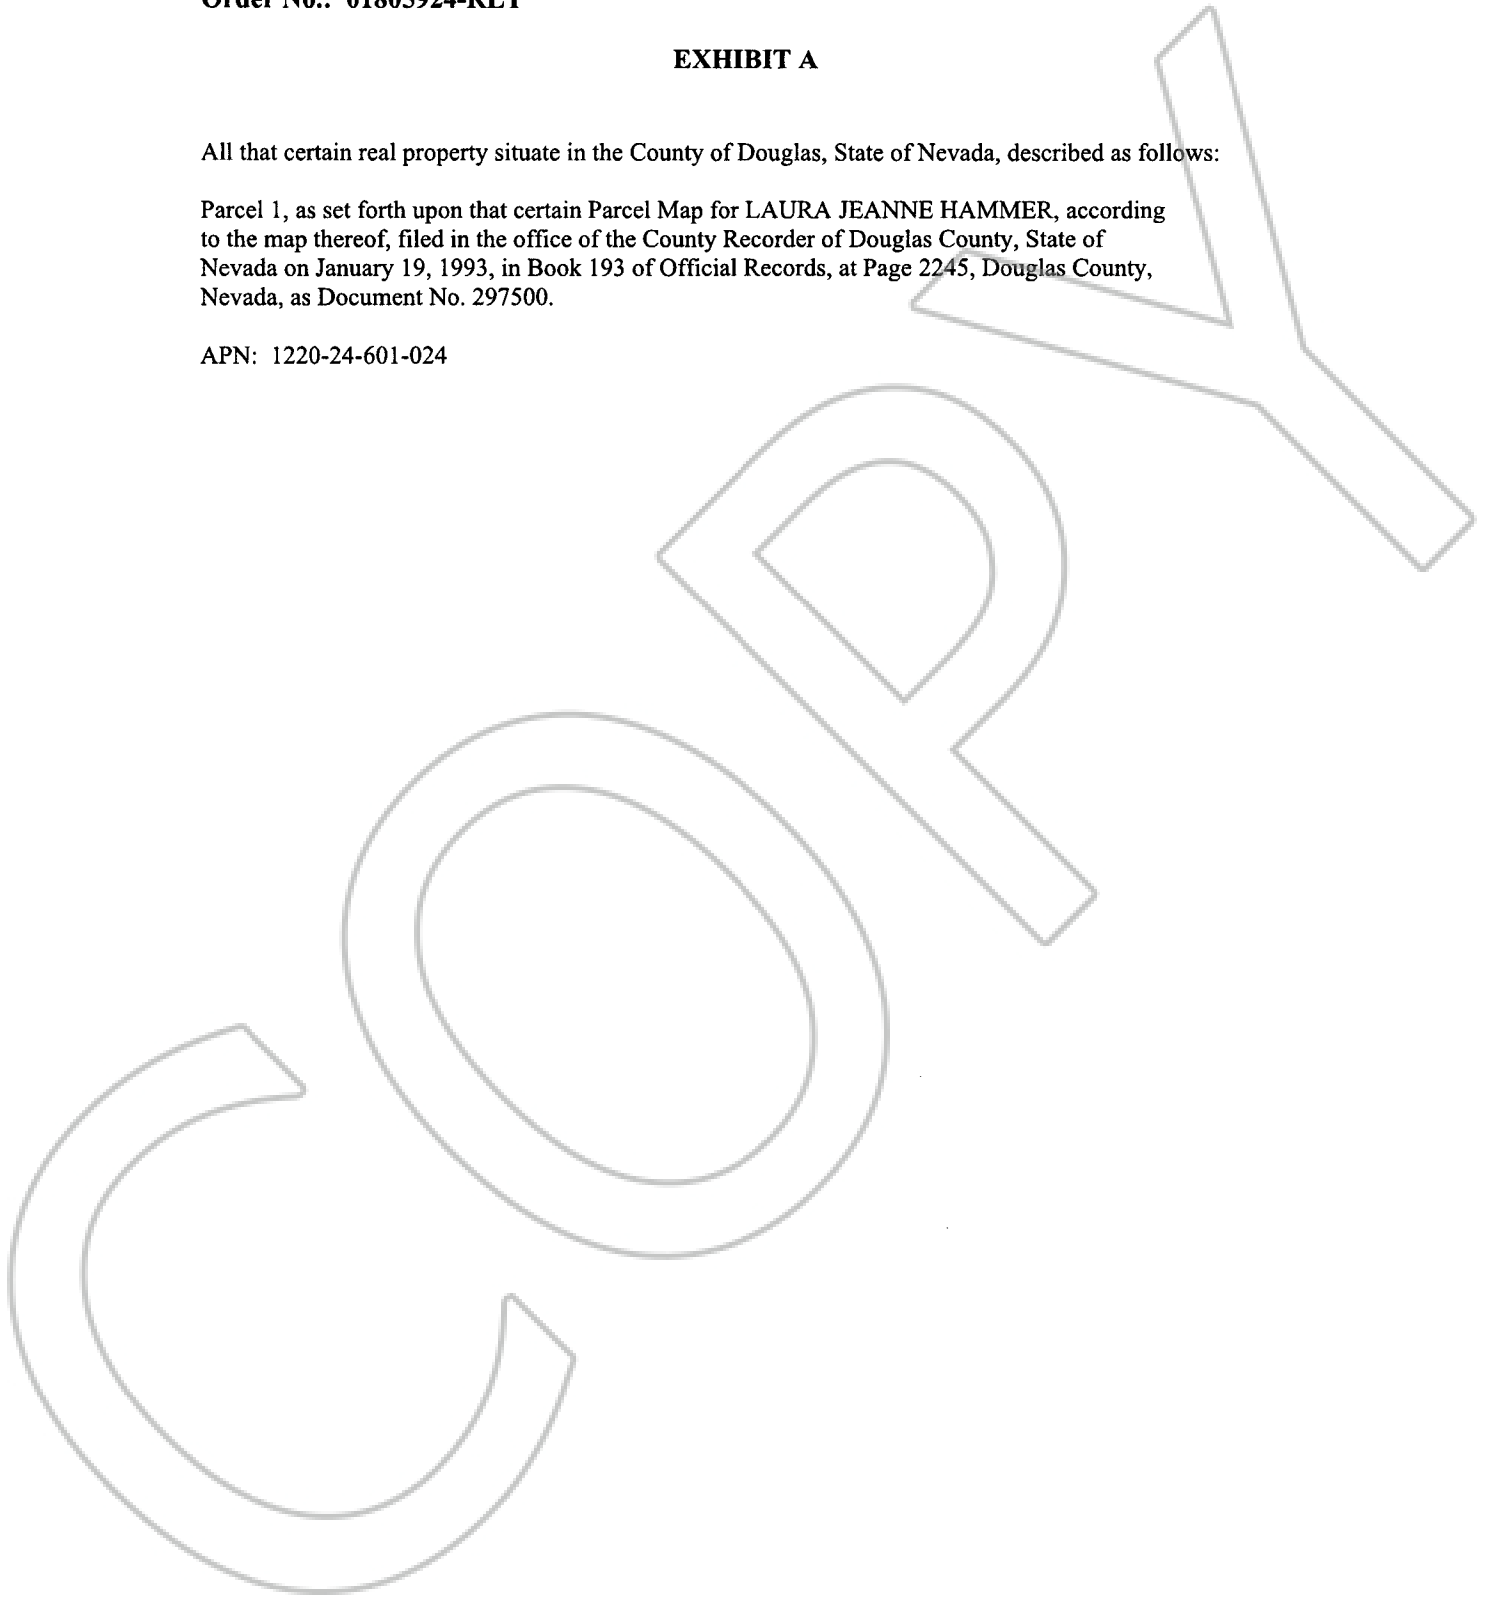 Order No.: 01805924-RLT
EXHIBIT A
All that certain real property situate in the County of Douglas, State of Nevada, described as follows:
Parcel 1, as set forth upon that certain Parcel Map for LAURA JEANNE HAMMER, according
to the map thereof, filed in the office of the County Recorder of Douglas County, State of
Nevada on January 19, 1993, in Book 193 of Official Records, at Page 2245, Douglas County,
Nevada, as Document No. 297500.
APN: 1220-24-601-024
COPY